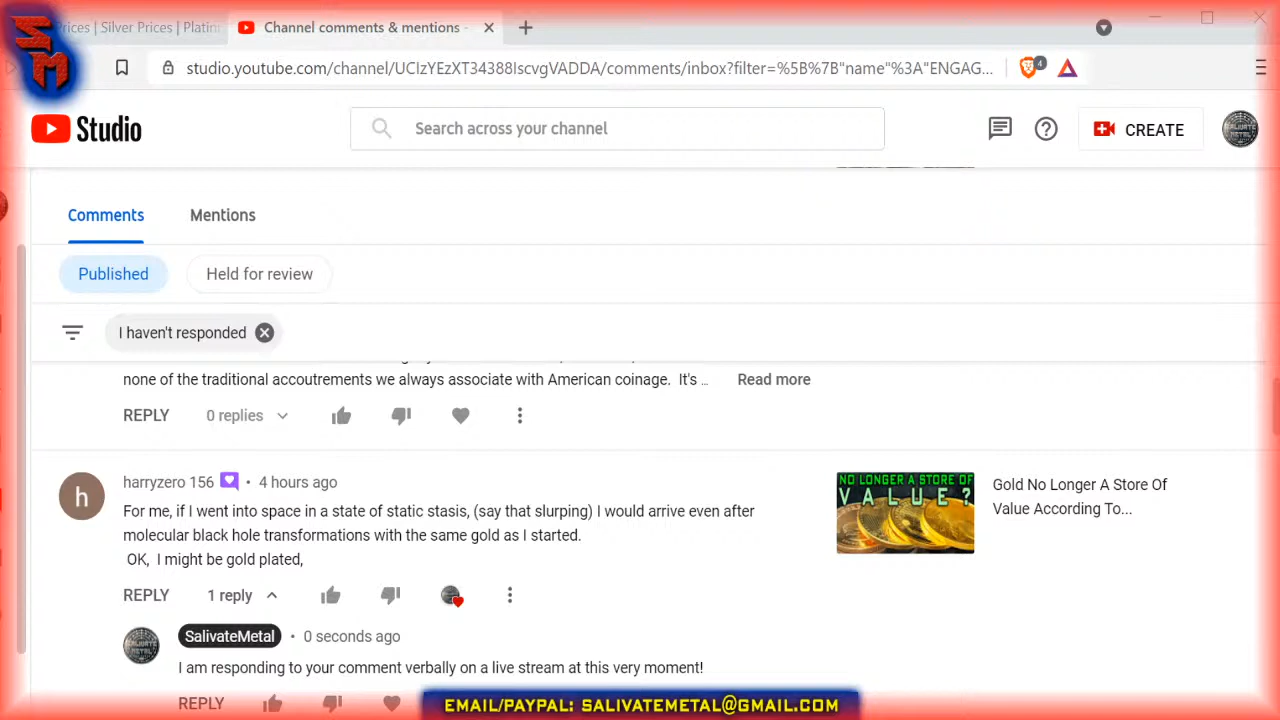 SM
Prices | Silver Prices | Platin
Channel comments & mentions -
studio.youtube.com/channel/UCIzYEzXT34388IscvgVADDA/comments/inbox?filter=%5B%7B"name"%3A"ENGAG...
4
Studio
Search across your channel
CREATE
Comments
Mentions
Published
Held for review
I haven't responded
none of the traditional accoutrements we always associate with American coinage. It's ...
Read more
REPLY
0 replies
h
harryzero 156 • 4 hours ago
For me, if I went into space in a state of static stasis, (say that slurping) I would arrive even after
molecular black hole transformations with the same gold as I started.
OK, I might be gold plated,
NO LONGER A STORE OF
VALUE?
Gold No Longer A Store Of
Value According To...
REPLY
1 reply
SalivateMetal • 0 seconds ago
I am responding to your comment verbally on a live stream at this very moment!
REPLY
EMAIL/PAYPAL: SALIVATEMETAL@GMAIL.COM